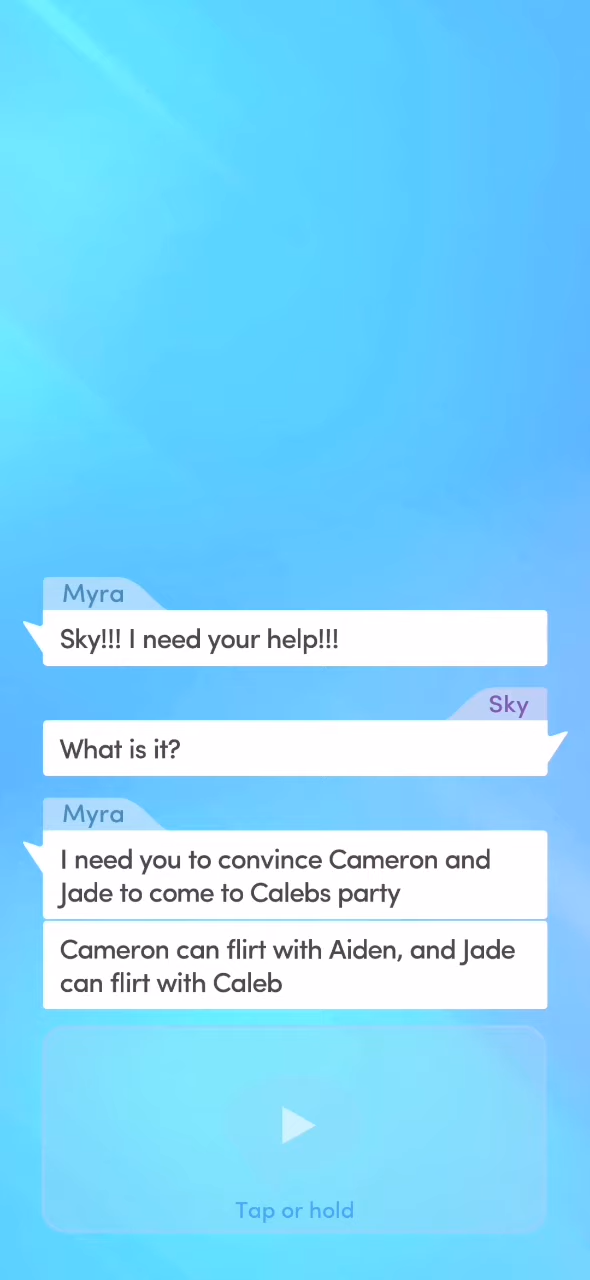 Myra
Sky!!! I need your help!!!
Sky
What is it?
Myra
I need you to convince Cameron and
Jade to come to Calebs party
Cameron can flirt with Aiden, and Jade
can flirt with Caleb
Tap or hold